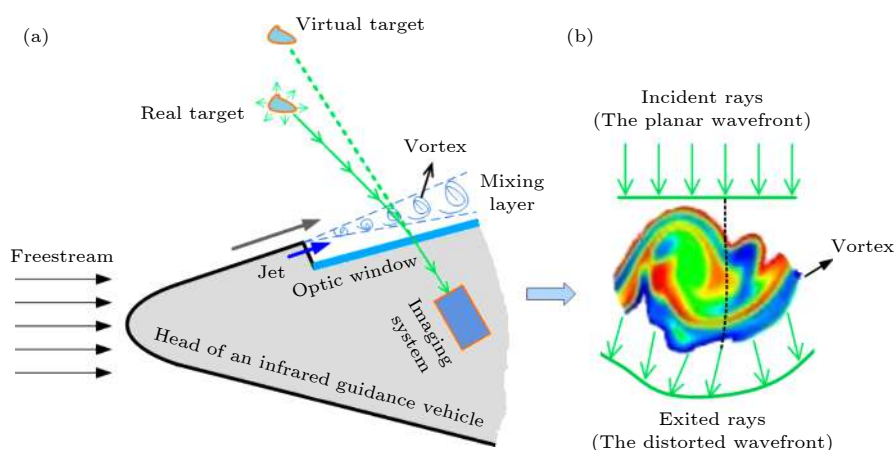 (a)
Virtual target
Real target
Vortex
Mixing
layer
Freestream
Jet
Optic window
Imaging
system
Head of an infrared guidance vehicle
(b)
Incident rays
(The planar wavefront)
Vortex
Exited rays
(The distorted wavefront)